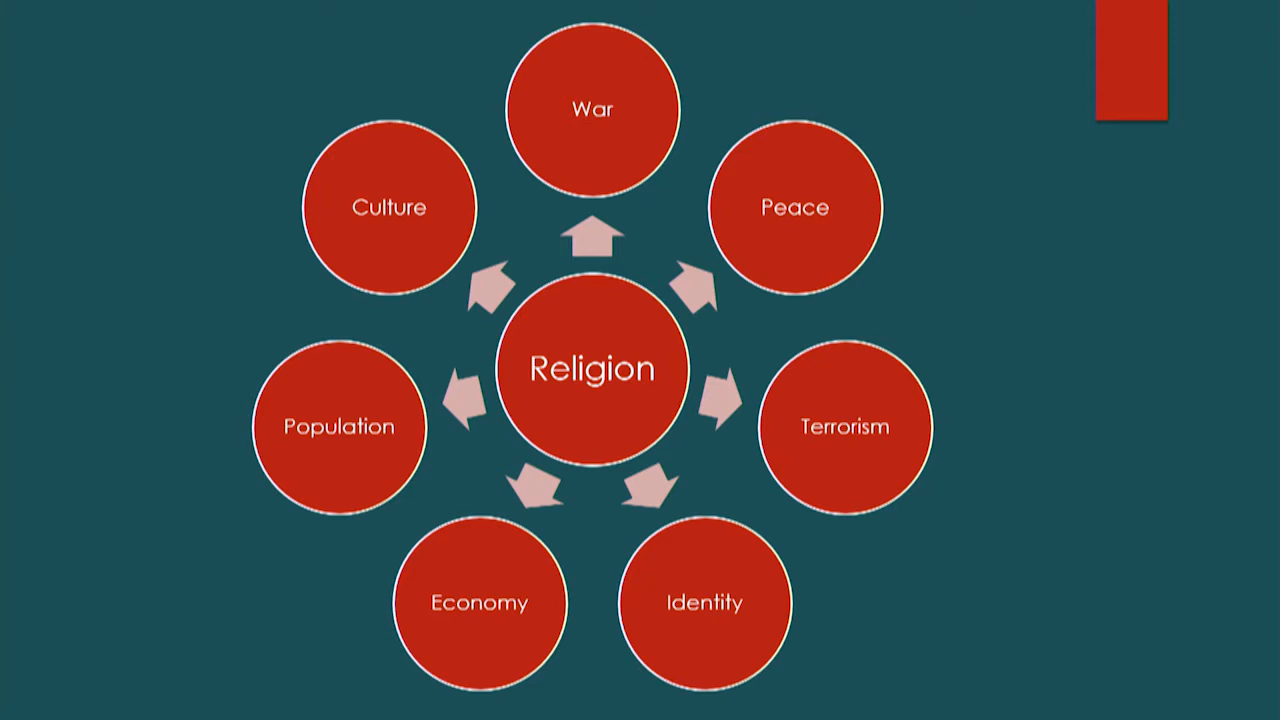 War
Culture
Peace
Religion
Population
Terrorism
Economy
Identity